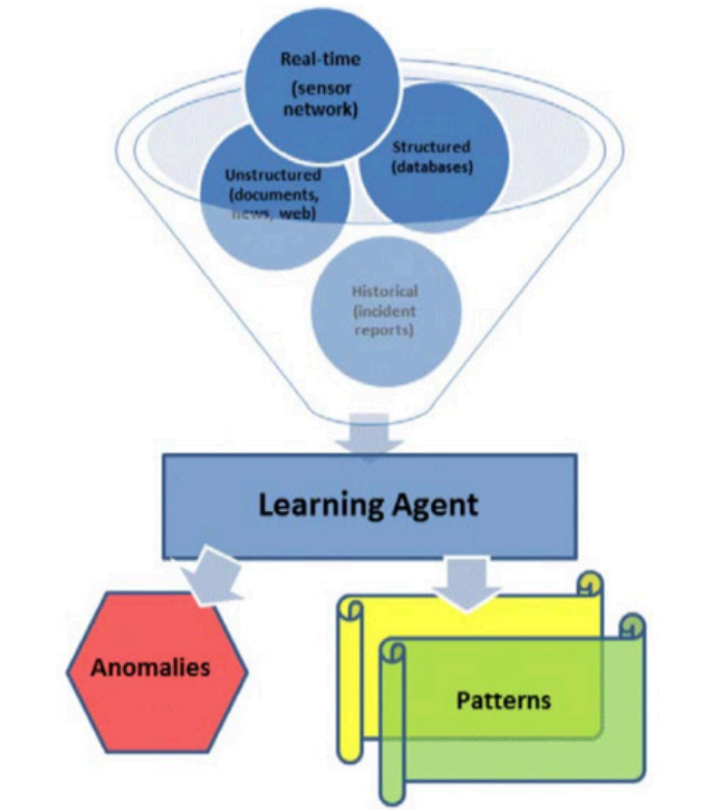 Real-time
(sensor
network)
Structured
(databases)
Unstructured
(documents,
news, web)
Historical
(incident
reports)
Learning Agent
Anomalies
Patterns